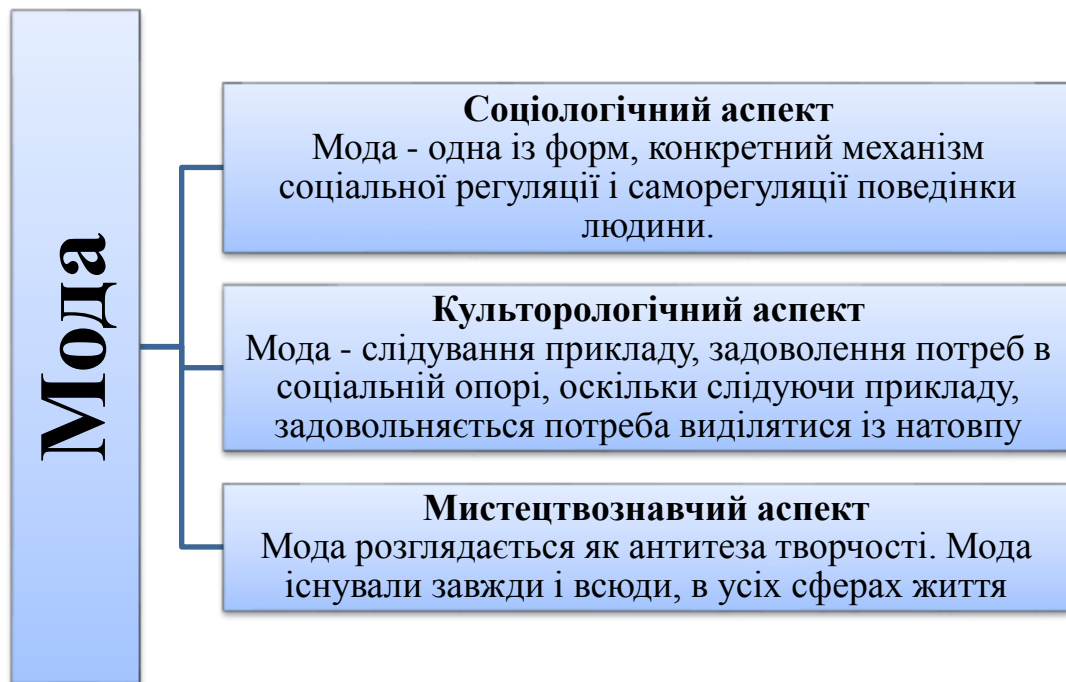 Мода
Соціологічний аспект
Мода - одна із форм, конкретний механізм
соціальної регуляції і саморегуляції поведінки
людини.
Культорологічний аспект
Мода - слідування прикладу, задоволення потреб в
соціальній опорі, оскільки слідуючи прикладу,
задовольняється потреба виділятися із натовпу
Мистецтвознавчий аспект
Мода розглядається як антитеза творчості. Мода
існували завжди і всюди, в усіх сферах життя